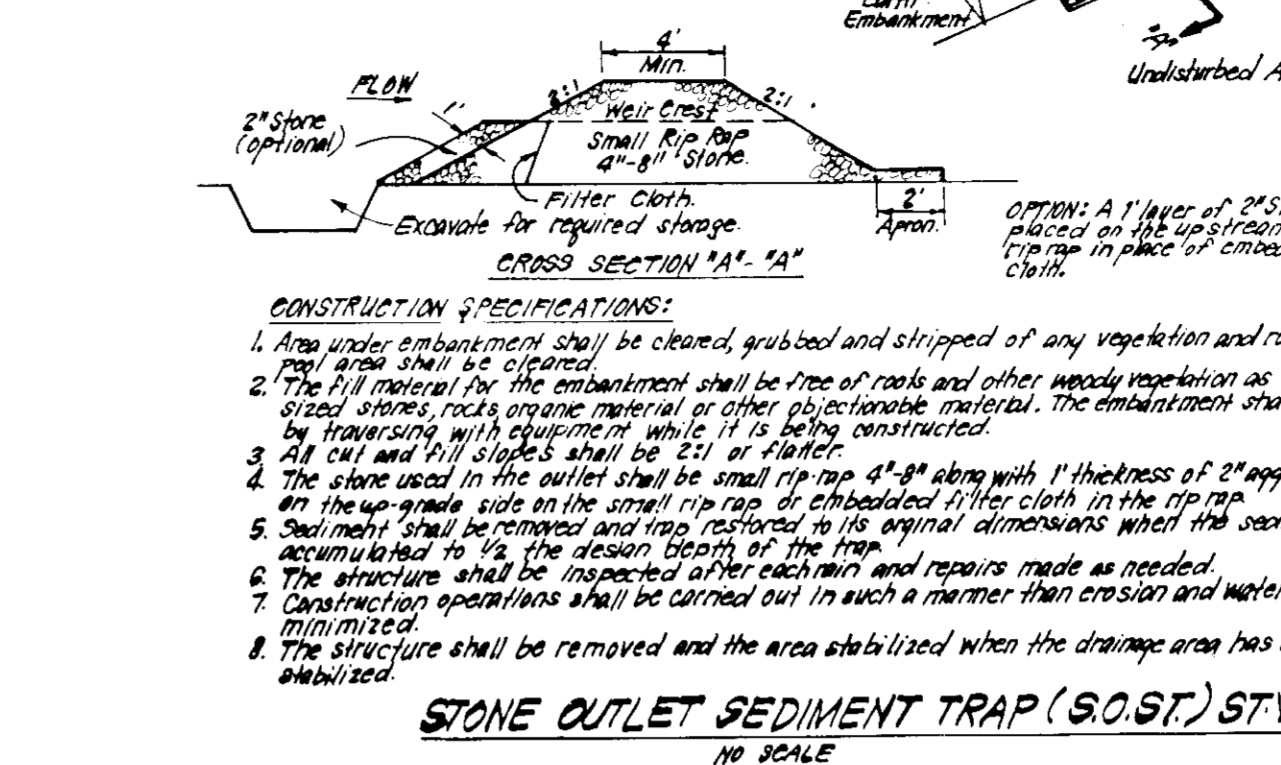 Embankment
Undisturbed
4'
Min.
FLOW
1'
2:1
2:1
2" Stone
(optional)
Weir Crest
Small Rip Rap
4"-8" Stone.
Filter Cloth.
Excavate for required storage.
2'
Apron.
CROSS SECTION "A"-"A"
OPTION: A 1' layer of 2"
placed on the upstream
rip rap in place of
cloth.
CONSTRUCTION SPECIFICATIONS:
1. Area under embankment shall be cleared, grubbed and stripped of any vegetation and
pool area shall be cleared.
2. The fill material for the embankment shall be free of roots and other woody vegetation as
sized stones, rocks, organic material or other objectionable material. The embankment
by traversing with equipment while it is being constructed.
3 All cut and fill slopes shall be 2:1 or flatter.
4. The stone used in the outlet shall be small rip-rap 4"-8" along with 1' thickness of 2"
on the up-grade side on the small rip rap or embedded filter cloth in the rip rap.
5. Sediment shall be removed and trap restored to its orginal dimensions when the
accumulated to 1/2 the design depth of the trap.
6. The structure shall be inspected after each rain and repairs made as needed.
7. Construction operations shall be carried out in such a manner than erosion and water
minimized.
8. The structure shall be removed and the area stabilized when the drainage area has
stabilized.
STONE OUTLET SEDIMENT TRAP (S.O.S.T.)
NO SCALE